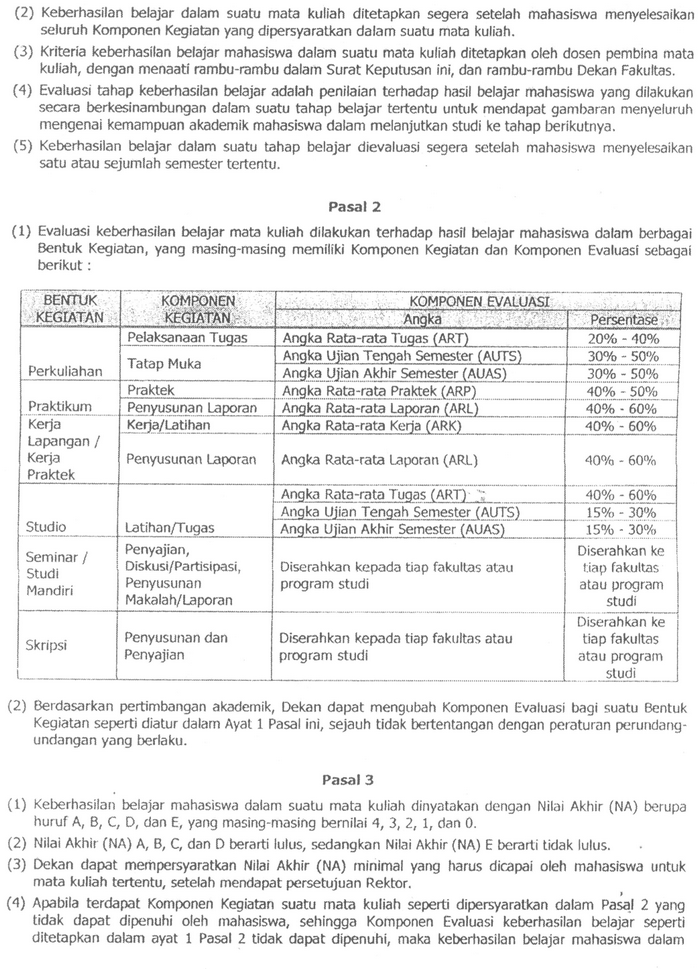 (2) Keberhasilan belajar dalam suatu mata kuliah ditetapkan segera setelah mahasiswa menyelesaikan
seluruh Komponen Kegiatan yang dipersyaratkan dalam suatu mata kuliah.
(3) Kriteria keberhasilan belajar mahasiswa dalam suatu mata kuliah ditetapkan oleh dosen pembina mata
kuliah, dengan menaati rambu-rambu dalam Surat Keputusan ini, dan rambu-rambu Dekan Fakultas.
(4) Evaluasi tahap keberhasilan belajar adalah penilaian terhadap hasil belajar mahasiswa yang dilakukan
secara berkesinambungan dalam suatu tahap belajar tertentu untuk mendapat gambaran menyeluruh
mengenai kemampuan akademik mahasiswa dalam melanjutkan studi ke tahap berikutnya.
(5) Keberhasilan belajar dalam suatu tahap belajar dievaluasi segera setelah mahasiswa menyelesaikan
satu atau sejumlah semester tertentu.
Pasal 2
(1) Evaluasi keberhasilan belajar mata kuliah dilakukan terhadap hasil belajar mahasiswa dalam berbagai
Bentuk Kegiatan, yang masing-masing memiliki Komponen Kegiatan dan Komponen Evaluasi sebagai
berikut :
BENTUK KOMPONEN KOMPONEN EVALUASI
KEGIATAN KEGIATAN Angka Persentase
Pelaksanaan Tugas Angka Rata-rata Tugas (ART) 20% - 40%
Perkuliahan Tatap Muka Angka Ujian Tengah Semester (AUTS) 30% - 50%
Angka Ujian Akhir Semester (AUAS) 30% - 50%
Praktek Angka Rata-rata Praktek (ARP) 40% - 50%
Praktikum Penyusunan Laporan Angka Rata-rata Laporan (ARL) 40% - 60%
Kerja Kerja/Latihan Angka Rata-rata Kerja (ARK) 40% - 60%
Lapangan /
Kerja Penyusunan Laporan Angka Rata-rata Laporan (ARL) 40% - 60%
Praktek
Angka Rata-rata Tugas (ART) 40% - 60%
Angka Ujian Tengah Semester (AUTS) 15% - 30%
Studio Latihan/Tugas Angka Ujian Akhir Semester (AUAS) 15% - 30%
Penyajian, Diserahkan ke
Seminar / Diskusi/Partisipasi, Diserahkan kepada tiap fakultas atau tiap fakultas
Studi Penyusunan program studi atau program
Mandiri Makalah/Laporan studi
Diserahkan ke
Skripsi Penyusunan dan Diserahkan kepada tiap fakultas atau tiap fakultas
Penyajian program studi atau program
studi
(2) Berdasarkan pertimbangan akademik, Dekan dapat mengubah Komponen Evaluasi bagi suatu Bentuk
Kegiatan seperti diatur dalam Ayat 1 Pasal ini, sejauh tidak bertentangan dengan peraturan perundang-
undangan yang berlaku.
Pasal 3
(1) Keberhasilan belajar mahasiswa dalam suatu mata kuliah dinyatakan dengan Nilai Akhir (NA) berupa
huruf A, B, C, D, dan E, yang masing-masing bernilai 4, 3, 2, 1, dan 0.
(2) Nilai Akhir (NA) A, B, C, dan D berarti lulus, sedangkan Nilai Akhir (NA) E berarti tidak lulus.
(3) Dekan dapat mempersyaratkan Nilai Akhir (NA) minimal yang harus dicapai oleh mahasiswa untuk
mata kuliah tertentu, setelah mendapat persetujuan Rektor.
(4) Apabila terdapat Komponen Kegiatan suatu mata kuliah seperti dipersyaratkan dalam Pasal 2 yang
tidak dapat dipenuhi oleh mahasiswa, sehingga Komponen Evaluasi keberhasilan belajar seperti
ditetapkan dalam ayat 1 Pasal 2 tidak dapat dipenuhi, maka keberhasilan belajar mahasiswa dalam